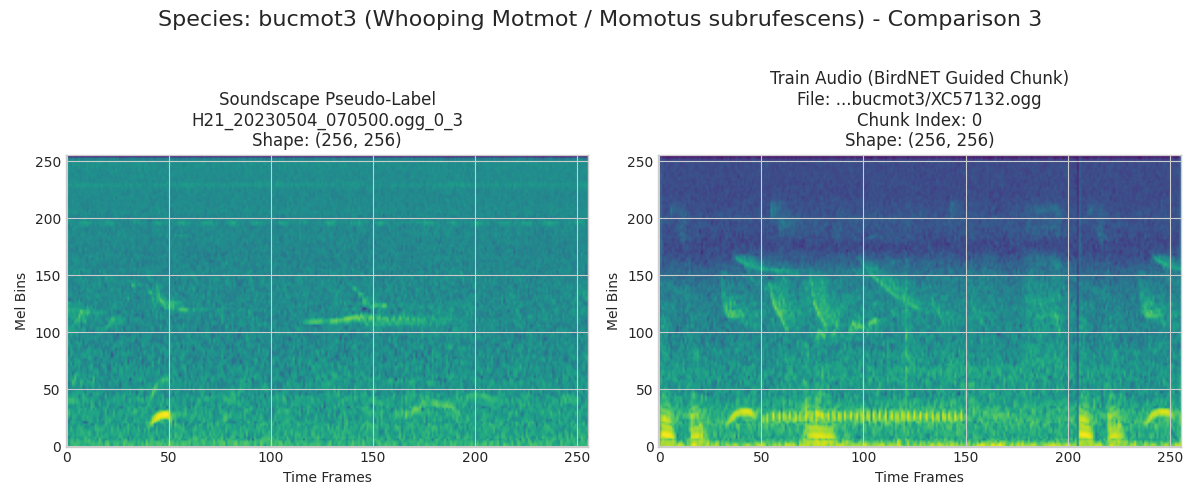 Species: bucmot3 (Whooping Motmot / Momotus subrufescens) - Comparison 3
Soundscape Pseudo-Label
H21_20230504_070500.ogg_0_3
Shape: (256, 256)
250
200
150
100
50
0
Mel Bins
0 50 100 150 200 250
Time Frames
Train Audio (BirdNET Guided Chunk)
File: ...bucmot3/XC57132.ogg
Chunk Index: 0
Shape: (256, 256)
250
200
150
100
50
0
Mel Bins
0 50 100 150 200 250
Time Frames